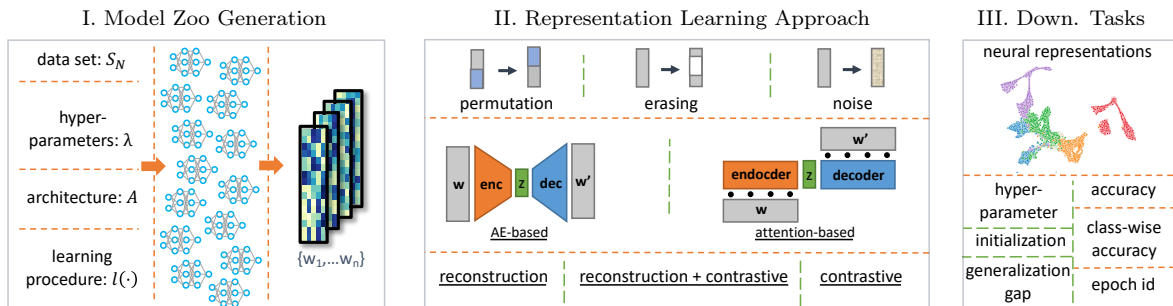 I. Model Zoo Generation
data set: S_N
hyper-
parameters: λ
architecture: A
learning
procedure: l(·)
{w₁,...wₙ}
II. Representation Learning Approach
permutation
erasing
noise
w
enc
z
dec
w'
AE-based
w'
endocder
z
decoder
w
attention-based
reconstruction
reconstruction + contrastive
contrastive
III. Down. Tasks
neural representations
hyper-
parameter
initialization
generalization
gap
accuracy
class-wise
accuracy
epoch id